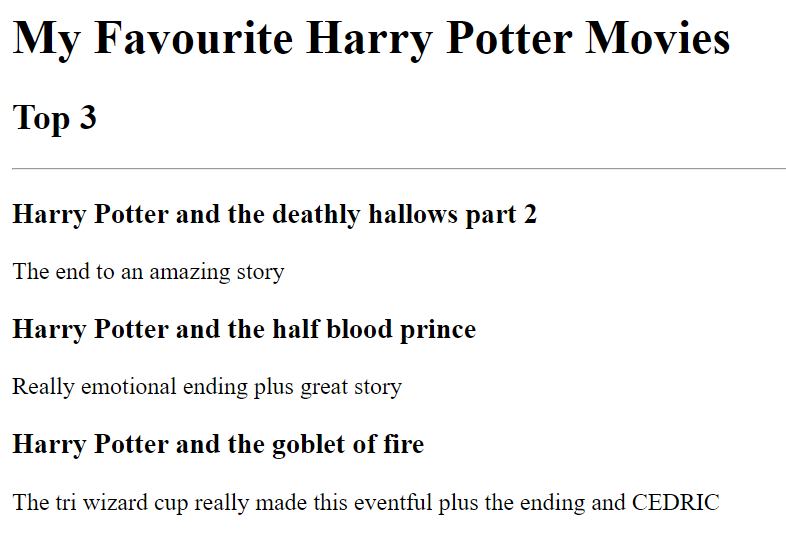 My Favourite Harry Potter Movies
Top 3
Harry Potter and the deathly hallows part 2
The end to an amazing story
Harry Potter and the half blood prince
Really emotional ending plus great story
Harry Potter and the goblet of fire
The tri wizard cup really made this eventful plus the ending and CEDRIC